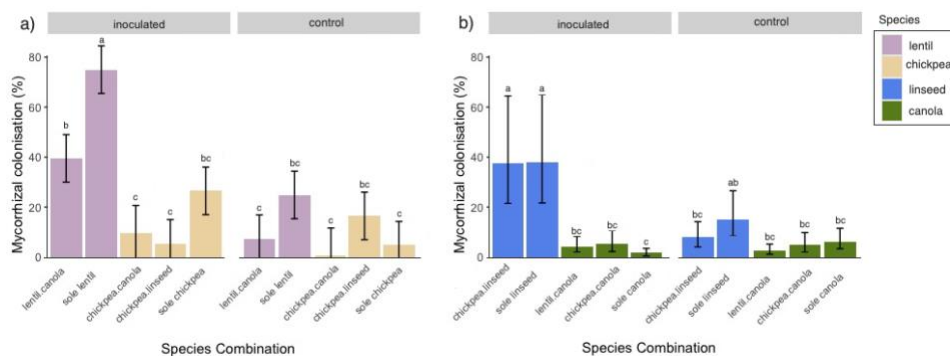 a)
inoculated
control
Mycorrhizal colonisation (%)
80
60
40
20
0
b
a
c
c
bc
c
bc
c
bc
c
lentil.canola
sole lentil
chickpea.canola
chickpea.linseed
sole chickpea
lentil.canola
sole lentil
chickpea.canola
chickpea.linseed
sole chickpea
Species Combination
b)
inoculated
control
Mycorrhizal colonisation (%)
80
60
40
20
0
a
a
bc
bc
c
bc
ab
bc
bc
bc
chickpea.linseed
sole linseed
lentil.canola
chickpea.canola
sole canola
chickpea.linseed
sole linseed
lentil.canola
chickpea.canola
sole canola
Species Combination
Species
lentil
chickpea
linseed
canola